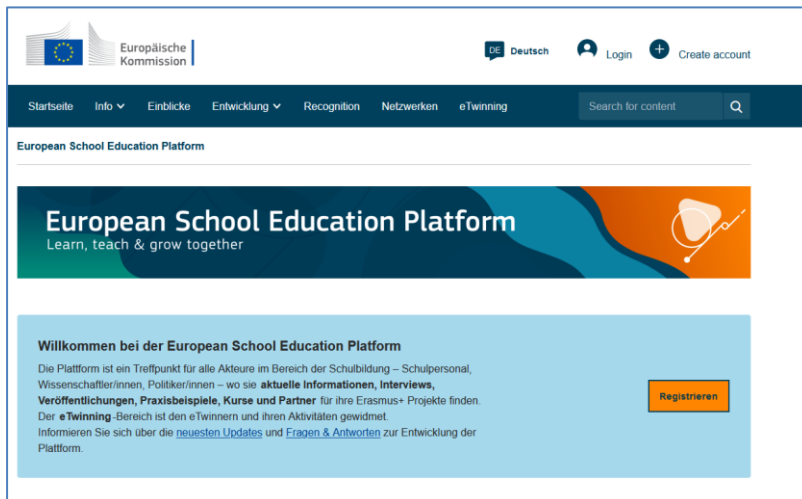 Europäische
Kommission
DE Deutsch
Login
Create account
Startseite Info Einblicke Entwicklung Recognition Netzwerken eTwinning Search for content
European School Education Platform
European School Education Platform
Learn, teach & grow together
Willkommen bei der European School Education Platform
Die Plattform ist ein Treffpunkt für alle Akteure im Bereich der Schulbildung – Schulpersonal,
Wissenschaftler/innen, Politiker/innen – wo sie aktuelle Informationen, Interviews,
Veröffentlichungen, Praxisbeispiele, Kurse und Partner für ihre Erasmus+ Projekte finden.
Der eTwinning-Bereich ist den eTwinnern und ihren Aktivitäten gewidmet.
Informieren Sie sich über die neuesten Updates und Fragen & Antworten zur Entwicklung der
Plattform.
Registrieren